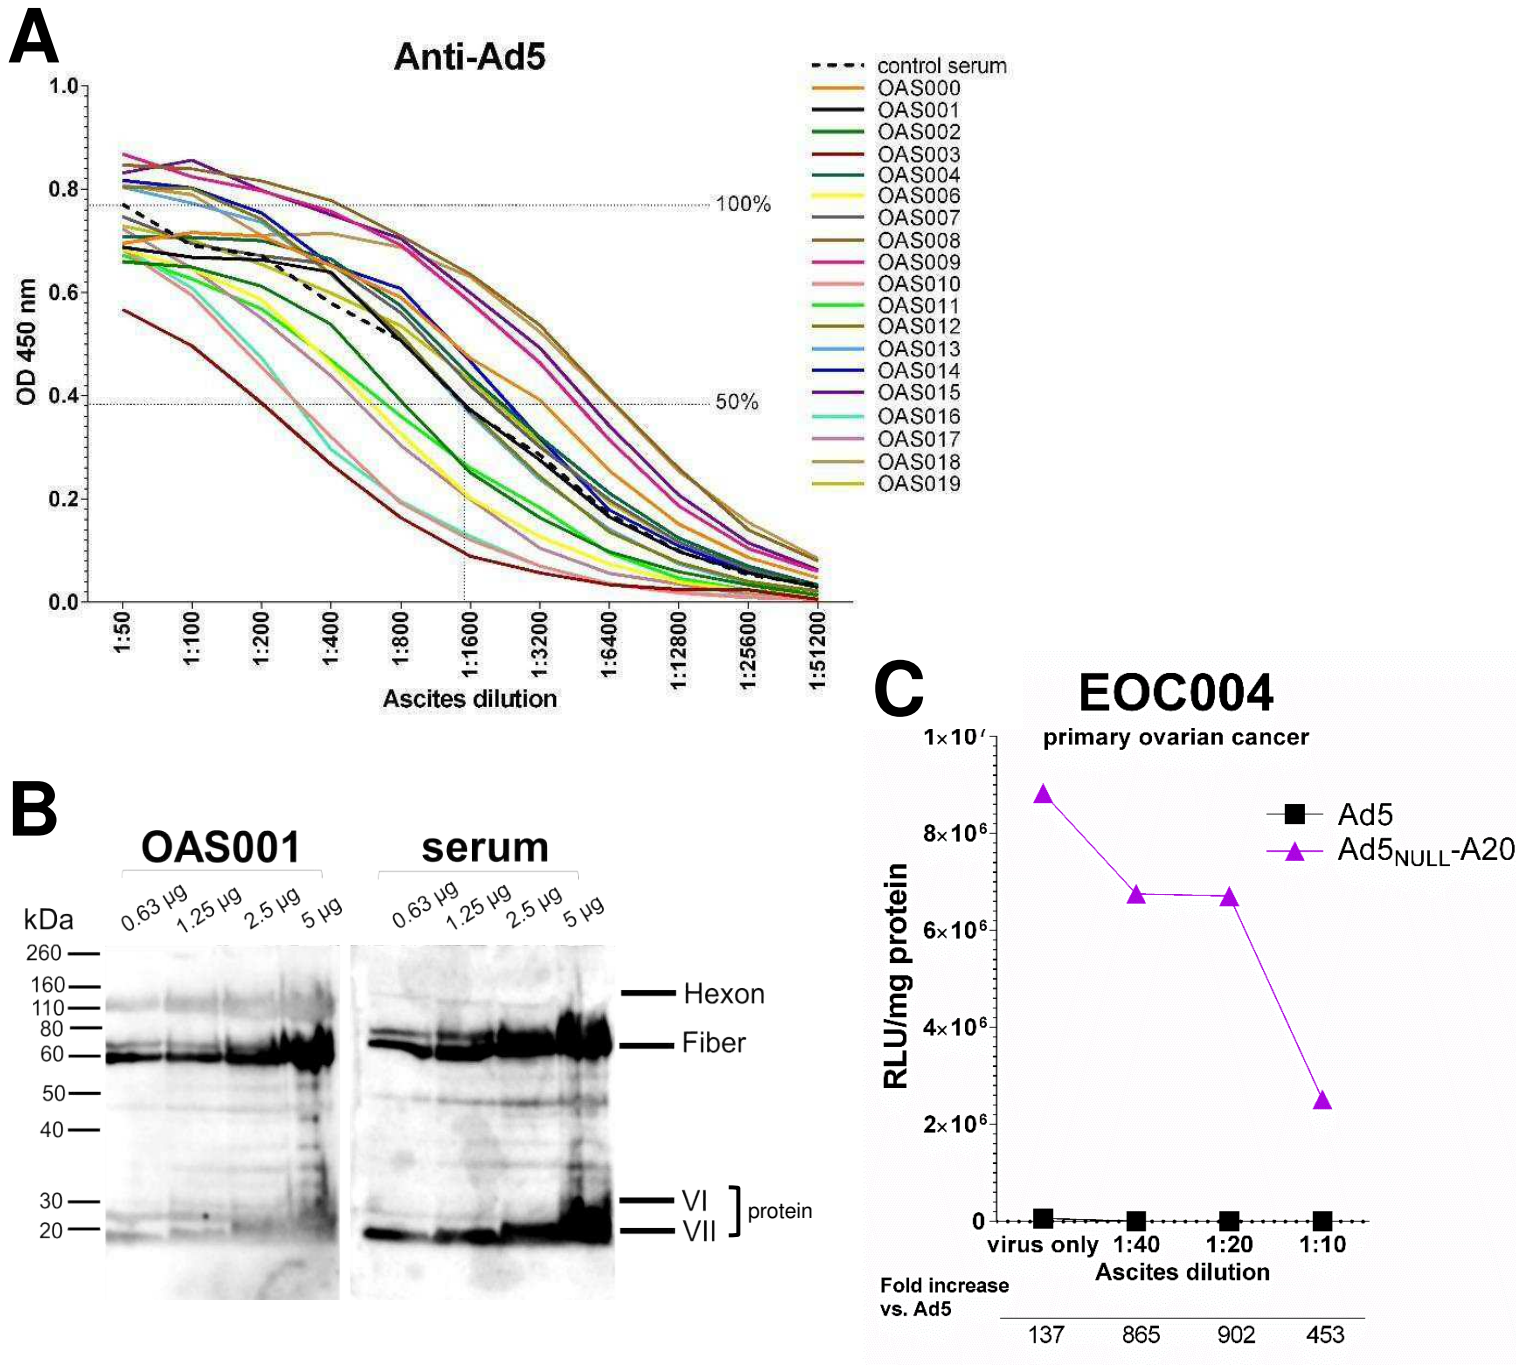 A
Anti-Ad5
1.0
0.8
0.6
0.4
0.2
0.0
OD 450 nm
100%
50%
1:50
1:100
1:200
1:400
1:800
1:1600
1:3200
1:6400
1:12800
1:25600
1:51200
Ascites dilution
control serum
OAS000
OAS001
OAS002
OAS003
OAS004
OAS006
OAS007
OAS008
OAS009
OAS010
OAS011
OAS012
OAS013
OAS014
OAS015
OAS016
OAS017
OAS018
OAS019
B
OAS001
serum
0.63 µg
1.25 µg
2.5 µg
5 µg
0.63 µg
1.25 µg
2.5 µg
5 µg
kDa
260
160
110
80
60
50
40
30
20
Hexon
Fiber
VI
VII
protein
C
EOC004
primary ovarian cancer
1×10⁷
8×10⁶
6×10⁶
4×10⁶
2×10⁶
0
RLU/mg protein
Ad5
Ad5NULL-A20
virus only 1:40 1:20 1:10
Ascites dilution
Fold increase
vs. Ad5
137 865 902 453